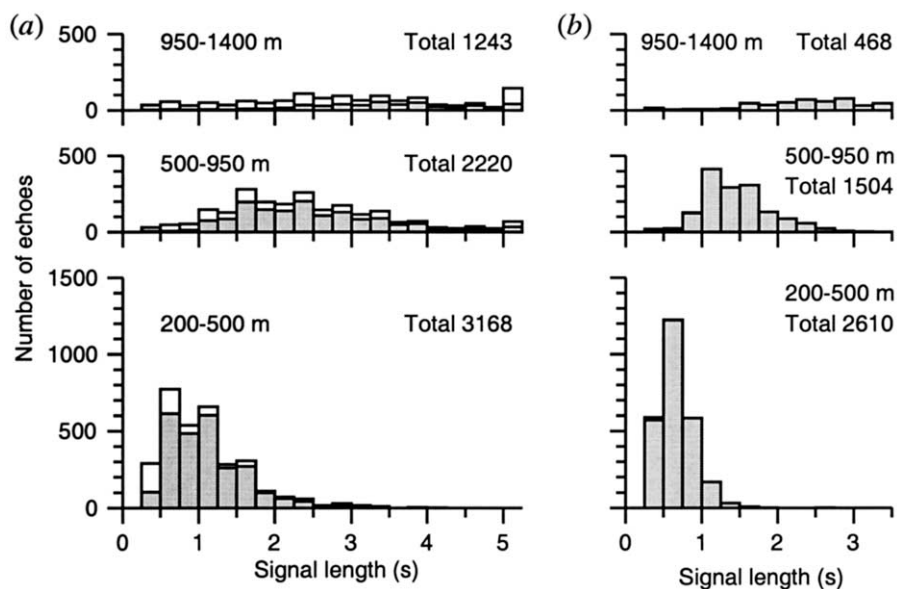 (a)
500
0
950-1400 m
Total 1243
500
0
500-950 m
Total 2220
1500
1000
500
0
200-500 m
Total 3168
0 1 2 3 4 5
Signal length (s)
Number of echoes
(b)
950-1400 m
Total 468
500-950 m
Total 1504
200-500 m
Total 2610
0 1 2 3
Signal length (s)